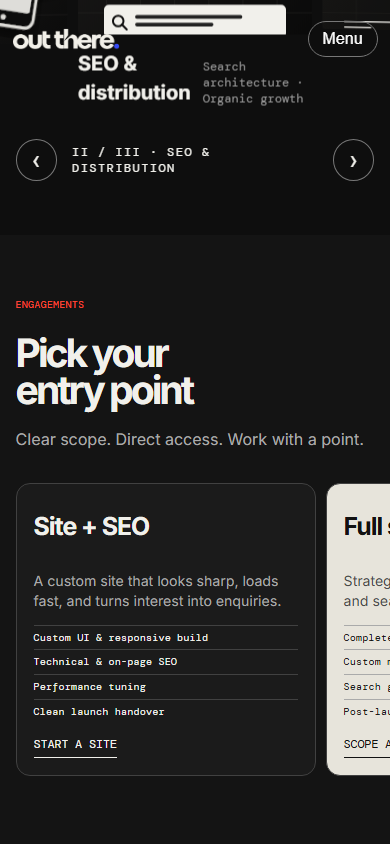 out there.
Menu
SEO &
distribution
Search
architecture ·
Organic growth
‹
II / III · SEO &
DISTRIBUTION
›
ENGAGEMENTS
Pick your
entry point
Clear scope. Direct access. Work with a point.
Site + SEO
A custom site that looks sharp, loads
fast, and turns interest into enquiries.
Custom UI & responsive build
Technical & on-page SEO
Performance tuning
Clean launch handover
START A SITE
Full
Strateg
and sea
Complete
Custom
Search
Post-lau
SCOPE A